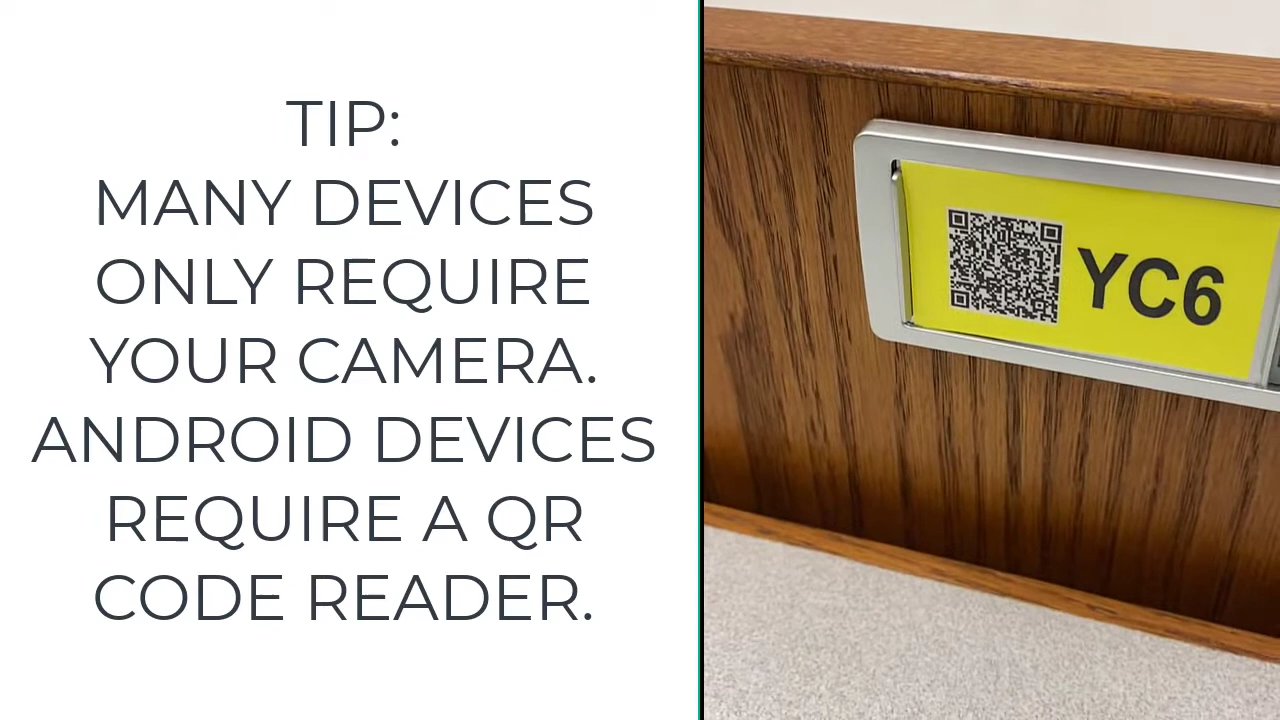 TIP:
MANY DEVICES
ONLY REQUIRE
YOUR CAMERA.
ANDROID DEVICES
REQUIRE A QR
CODE READER.
YC6